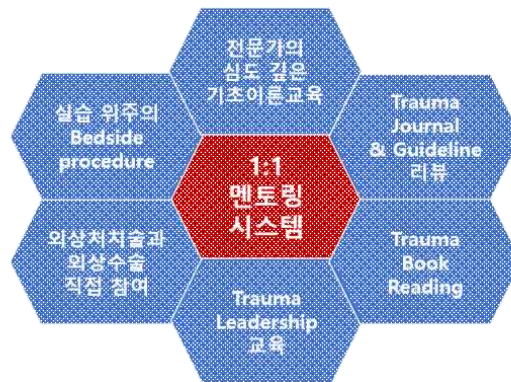 전문가의
심도 깊은
기초이론교육
실습 위주의
Bedside
procedure
Trauma
Journal
& Guideline
리뷰
1:1
멘토링
시스템
외상처치술과
외상수술
직접 참여
Trauma
Book
Reading
Trauma
Leadership
교육